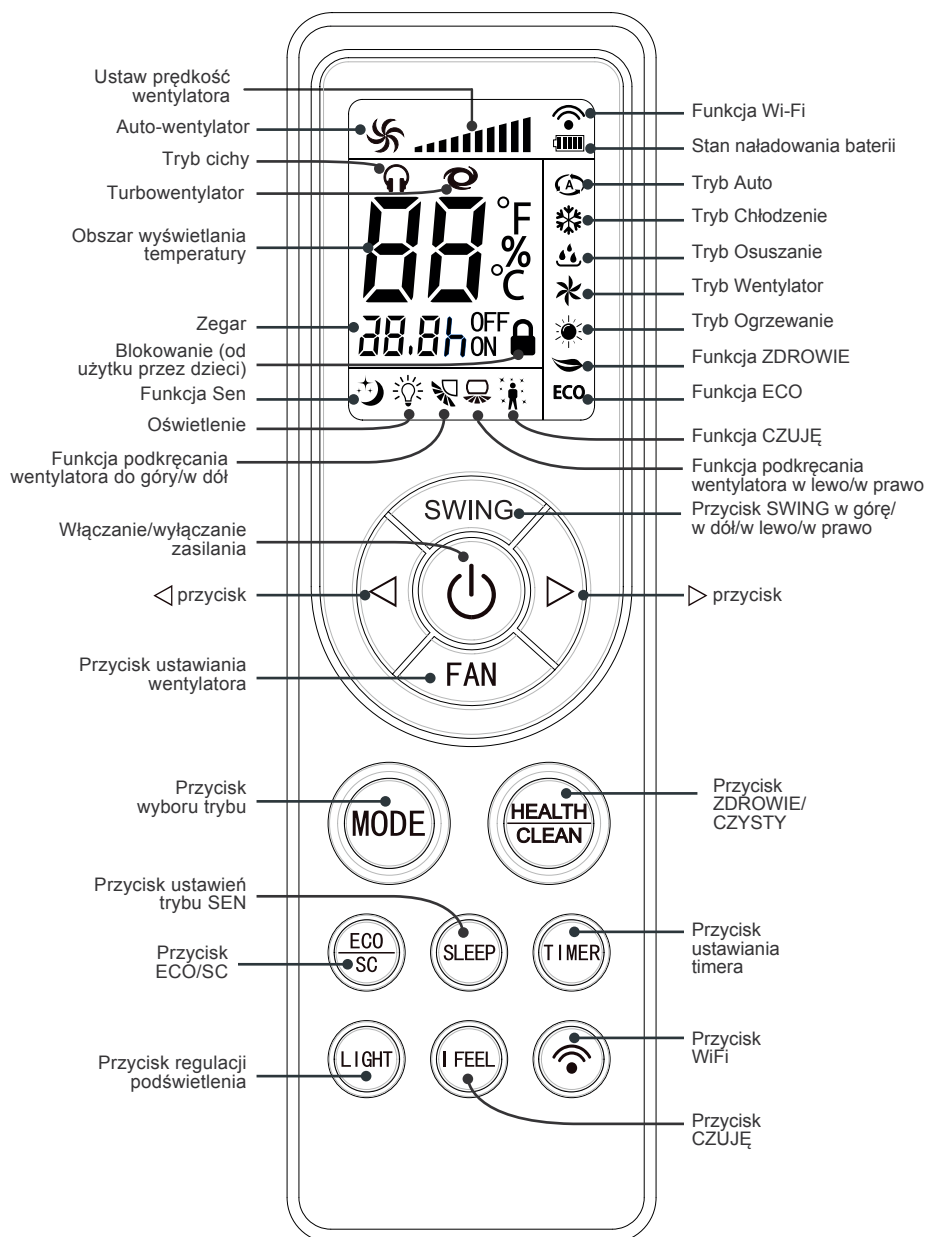 Ustaw prędkość
wentylatora
Auto-wentylator
Tryb cichy
Turbowentylator
Obszar wyświetlania
temperatury
Zegar
Blokowanie (od
użytku przez dzieci)
Funkcja Sen
Oświetlenie
Funkcja podkręcania
wentylatora do góry/w dół
Włączanie/wyłączanie
zasilania
◁ przycisk
Przycisk ustawiania
wentylatora
Przycisk
wyboru trybu
Przycisk ustawień
trybu SEN
Przycisk
ECO/SC
Przycisk regulacji
podświetlenia
88
°F
%
°C
88.8h
OFF
ON
A
ECO
SWING
FAN
MODE
HEALTH
CLEAN
ECO
SC
SLEEP
TIMER
LIGHT
I FEEL
Funkcja Wi-Fi
Stan naładowania baterii
Tryb Auto
Tryb Chłodzenie
Tryb Osuszanie
Tryb Wentylator
Tryb Ogrzewanie
Funkcja ZDROWIE
Funkcja ECO
Funkcja CZUJĘ
Funkcja podkręcania
wentylatora w lewo/w prawo
Przycisk SWING w górę/
w dół/w lewo/w prawo
▷ przycisk
Przycisk
ZDROWIE/
CZYSTY
Przycisk
ustawiania
timera
Przycisk
WiFi
Przycisk
CZUJĘ